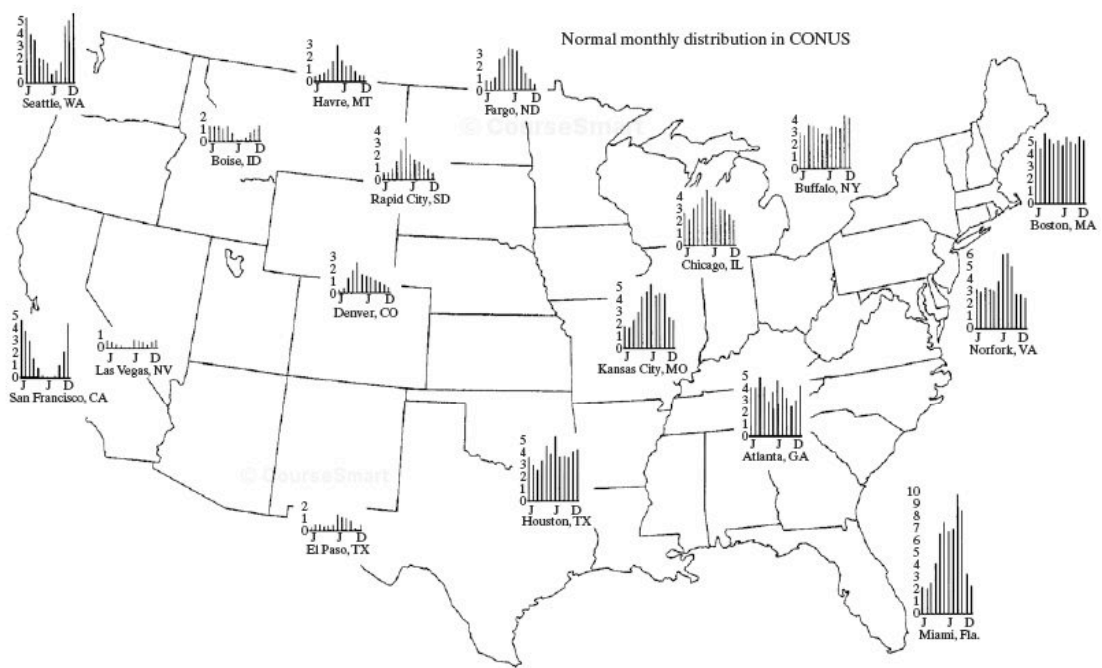 Normal monthly distribution in CONUS
5
4
3
2
1
0
J D
Seattle, WA
3
2
1
0
J J D
Havre, MT
3
2
1
0
J J D
Fargo, ND
2
1
0
J J D
Boise, ID
4
3
2
1
0
J J D
Rapid City, SD
© CourseSmart
4
3
2
1
0
J J D
Buffalo, NY
5
4
3
2
1
0
J J D
Boston, MA
4
3
2
1
0
J J D
Chicago, IL
3
2
1
0
J J D
Denver, CO
6
5
4
3
2
1
0
J J D
Norfork, VA
5
4
3
2
1
0
J J D
Kansas City, MO
5
4
3
2
1
0
J J D
San Francisco, CA
1
0
J J D
Las Vegas, NV
5
4
3
2
1
0
J J D
Atlanta, GA
5
4
3
2
1
0
J J D
Houston, TX
© CourseSmart
2
1
0
J J D
El Paso, TX
10
9
8
7
6
5
4
3
2
1
0
J J D
Miami, Fla.